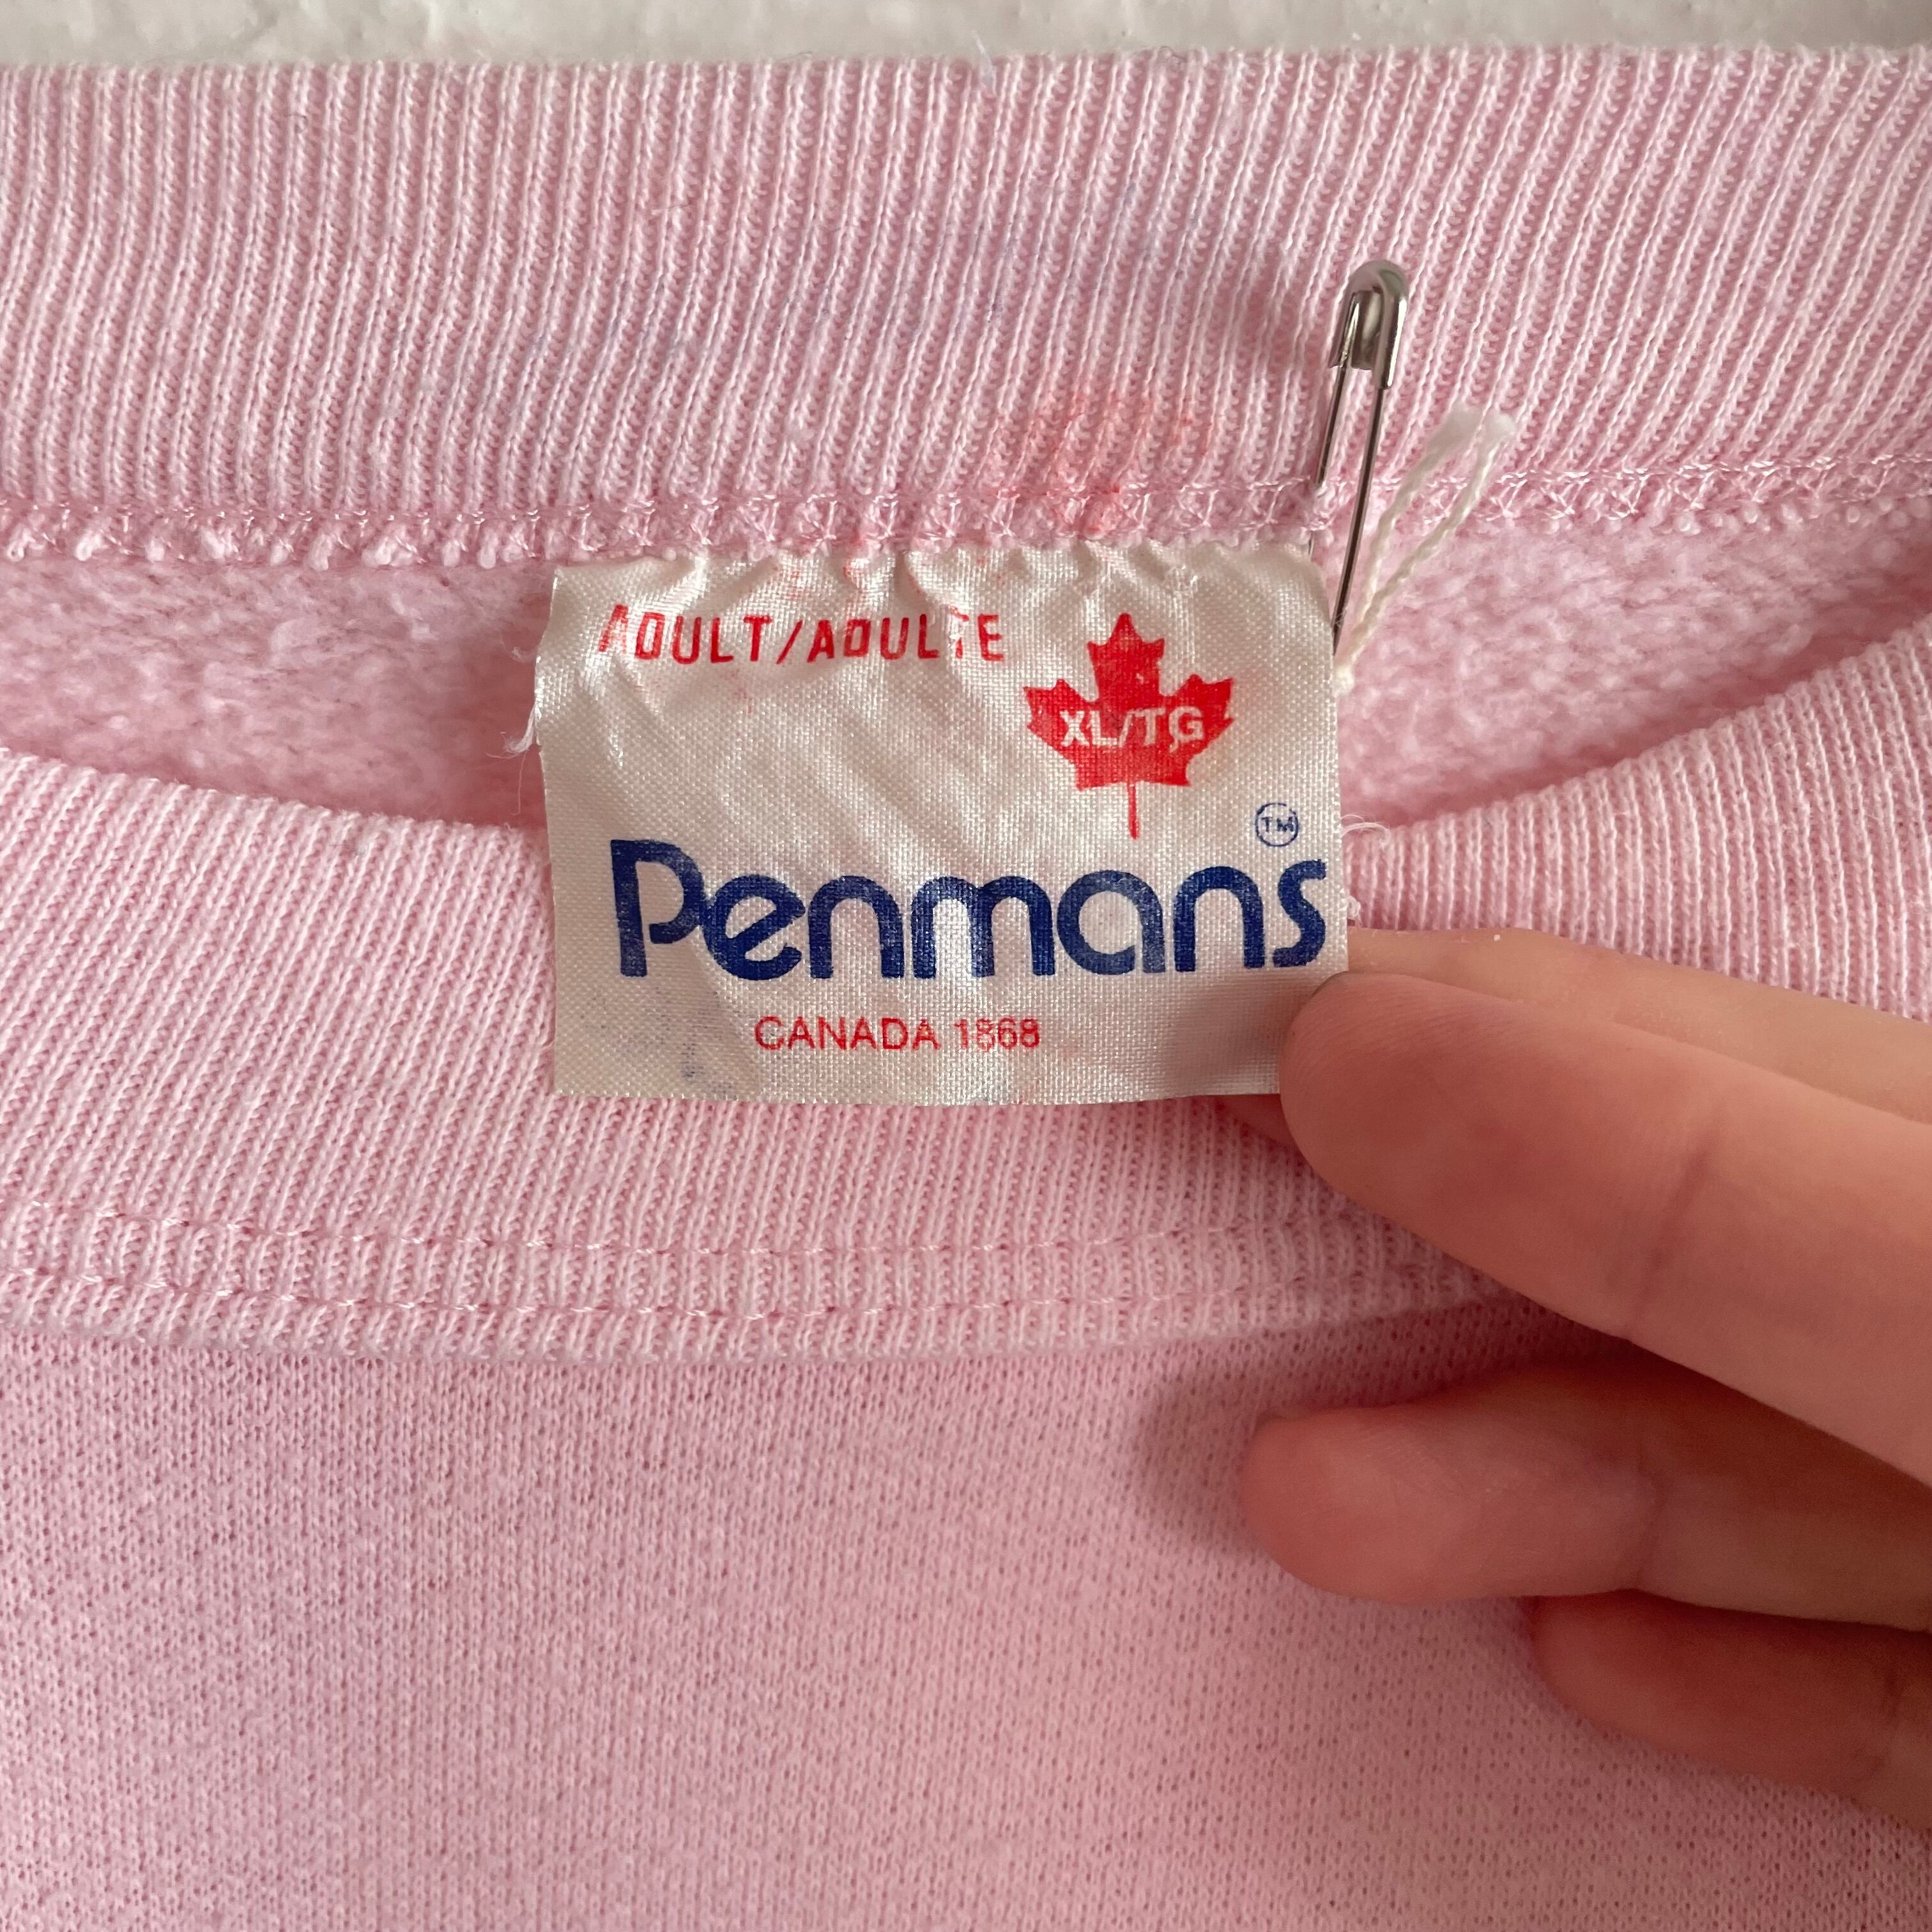 ADULT/ADULTE
XL/TG
TM
Penmans
CANADA 1868